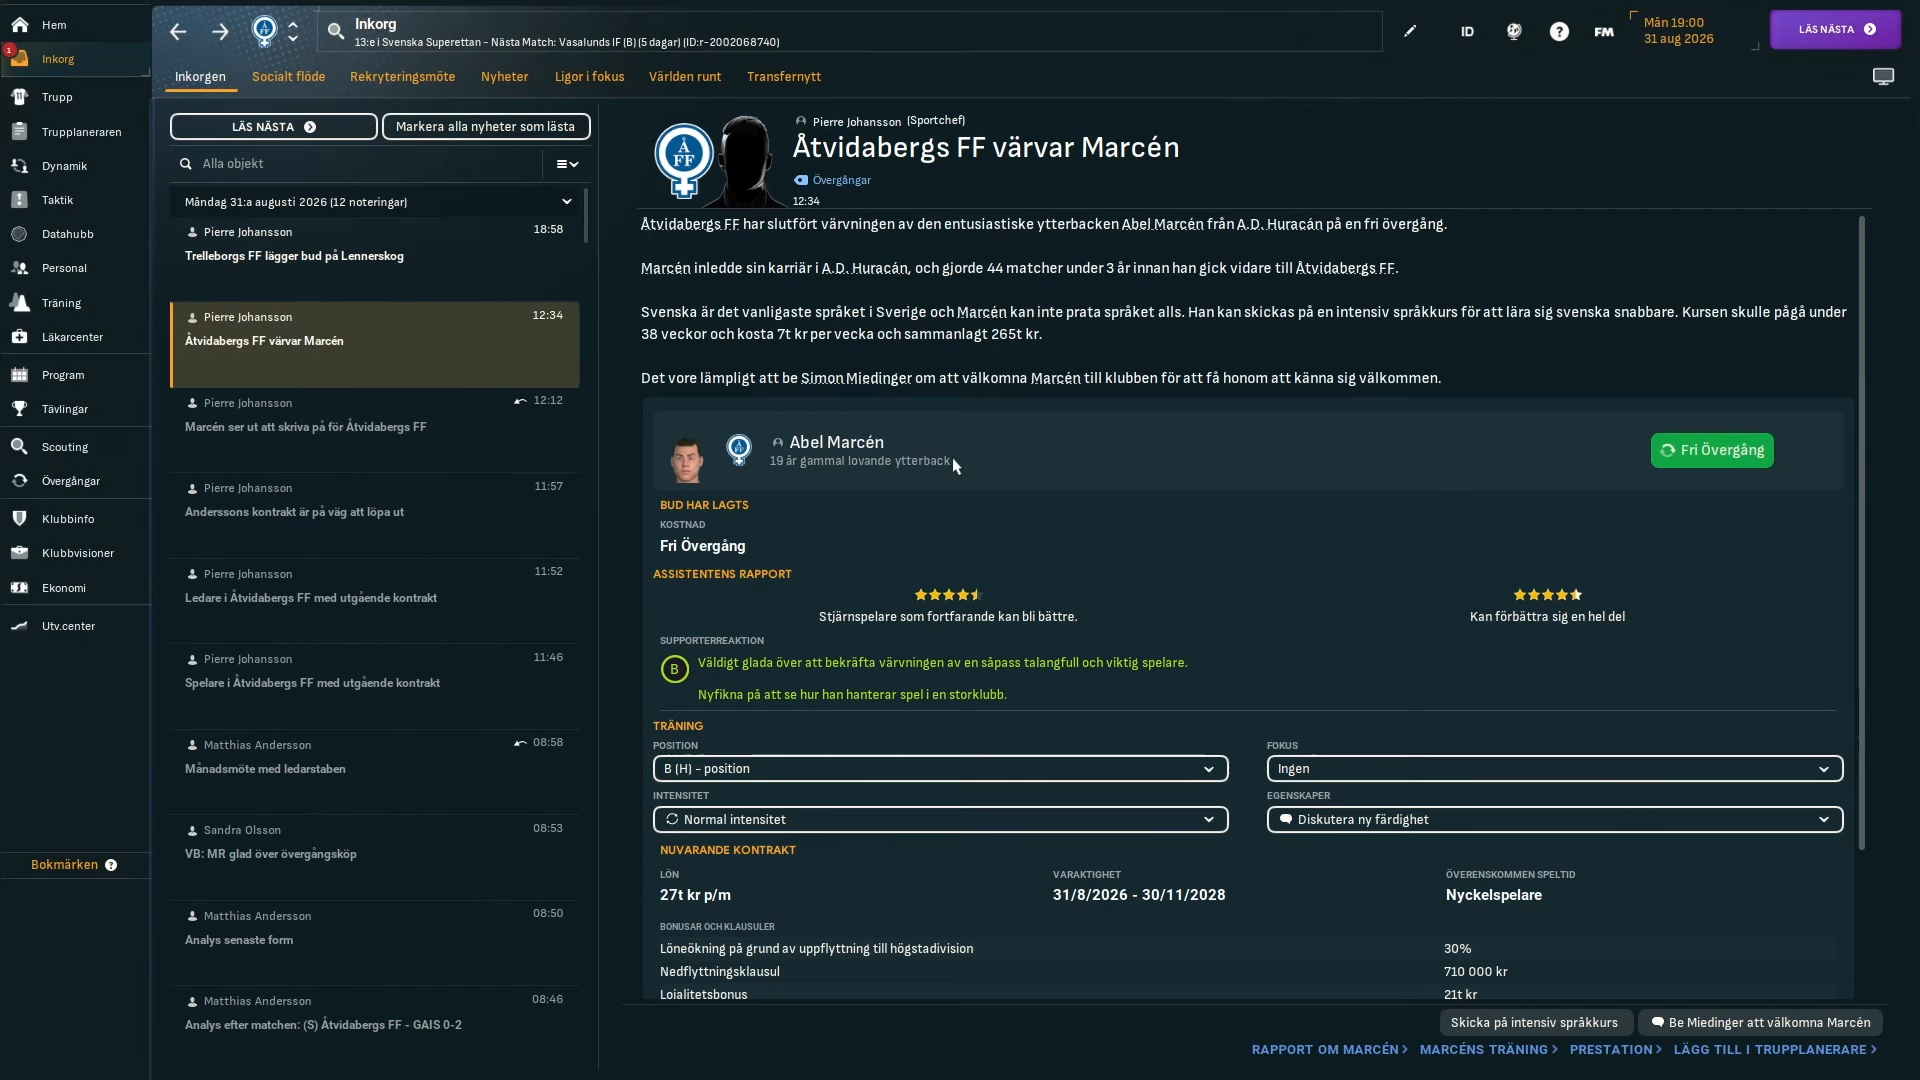 Hem
1
Inkorg
Trupp
Trupplaneraren
Dynamik
Taktik
Datahubb
Personal
Träning
Läkarcenter
Program
Tävlingar
Scouting
Övergångar
Klubbinfo
Klubbvisioner
Ekonomi
Utv.center
Bokmärken ?
Inkorg
13:e i Svenska Superettan - Nästa Match: Vasalunds IF (B) (5 dagar) (ID:r-2002068740)
ID
?
FM
Mån 19:00
31 aug 2026
LÄS NÄSTA
Inkorgen Socialt flöde Rekryteringsmöte Nyheter Ligor i fokus Världen runt Transfernytt
LÄS NÄSTA
Markera alla nyheter som lästa
Alla objekt
Måndag 31:a augusti 2026 (12 noteringar)
Pierre Johansson 18:58
Trelleborgs FF lägger bud på Lennerskog
Pierre Johansson 12:34
Åtvidabergs FF värvar Marcén
Pierre Johansson 12:12
Marcén ser ut att skriva på för Åtvidabergs FF
Pierre Johansson 11:57
Anderssons kontrakt är på väg att löpa ut
Pierre Johansson 11:52
Ledare i Åtvidabergs FF med utgående kontrakt
Pierre Johansson 11:46
Spelare i Åtvidabergs FF med utgående kontrakt
Matthias Andersson 08:58
Månadsmöte med ledarstaben
Sandra Olsson 08:53
VB: MR glad över övergångsköp
Matthias Andersson 08:50
Analys senaste form
Matthias Andersson 08:46
Analys efter matchen: (S) Åtvidabergs FF - GAIS 0-2
Å
FF
Pierre Johansson (Sportchef)
Åtvidabergs FF värvar Marcén
Övergångar
12:34
Åtvidabergs FF har slutfört värvningen av den entusiastiske ytterbacken Abel Marcén från A.D. Huracán på en fri övergång.
Marcén inledde sin karriär i A.D. Huracán, och gjorde 44 matcher under 3 år innan han gick vidare till Åtvidabergs FF.
Svenska är det vanligaste språket i Sverige och Marcén kan inte prata språket alls. Han kan skickas på en intensiv språkkurs för att lära sig svenska snabbare. Kursen skulle pågå under
38 veckor och kosta 7t kr per vecka och sammanlagt 265t kr.
Det vore lämpligt att be Simon Miedinger om att välkomna Marcén till klubben för att få honom att känna sig välkommen.
Abel Marcén
19 år gammal lovande ytterback
Fri Övergång
BUD HAR LAGTS
KOSTNAD
Fri Övergång
ASSISTENTENS RAPPORT
Stjärnspelare som fortfarande kan bli bättre. Kan förbättra sig en hel del
SUPPORTERREAKTION
B
Väldigt glada över att bekräfta värvningen av en såpass talangfull och viktig spelare.
Nyfikna på att se hur han hanterar spel i en storklubb.
TRÄNING
POSITION FOKUS
B (H) - position Ingen
INTENSITET EGENSKAPER
Normal intensitet Diskutera ny färdighet
NUVARANDE KONTRAKT
LÖN VARAKTIGHET ÖVERENSKOMMEN SPELTID
27t kr p/m 31/8/2026 - 30/11/2028 Nyckelspelare
BONUSAR OCH KLAUSULER
Löneökning på grund av uppflyttning till högstadivision 30%
Nedflyttningsklausul 710 000 kr
Lojalitetsbonus 21t kr
Skicka på intensiv språkkurs Be Miedinger att välkomna Marcén
RAPPORT OM MARCÉN MARCÉNS TRÄNING PRESTATION LÄGG TILL I TRUPPLANERARE